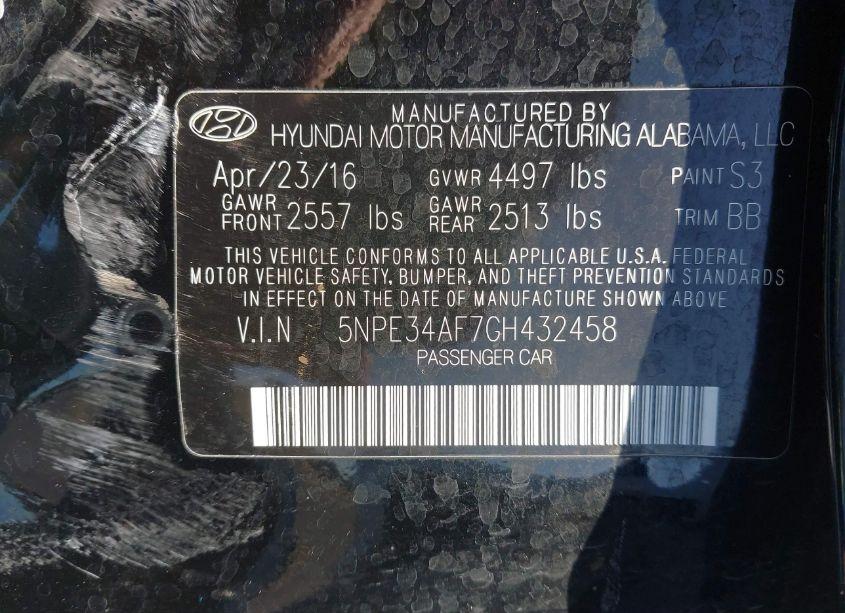 MANUFACTURED BY
HYUNDAI MOTOR MANUFACTURING ALABAMA, LLC
Apr/23/16 GVWR 4497 lbs PAINT S3
GAWR FRONT 2557 lbs GAWR REAR 2513 lbs TRIM BB
THIS VEHICLE CONFORMS TO ALL APPLICABLE U.S.A. FEDERAL
MOTOR VEHICLE SAFETY, BUMPER, AND THEFT PREVENTION STANDARDS
IN EFFECT ON THE DATE OF MANUFACTURE SHOWN ABOVE
V.I.N 5NPE34AF7GH432458
PASSENGER CAR